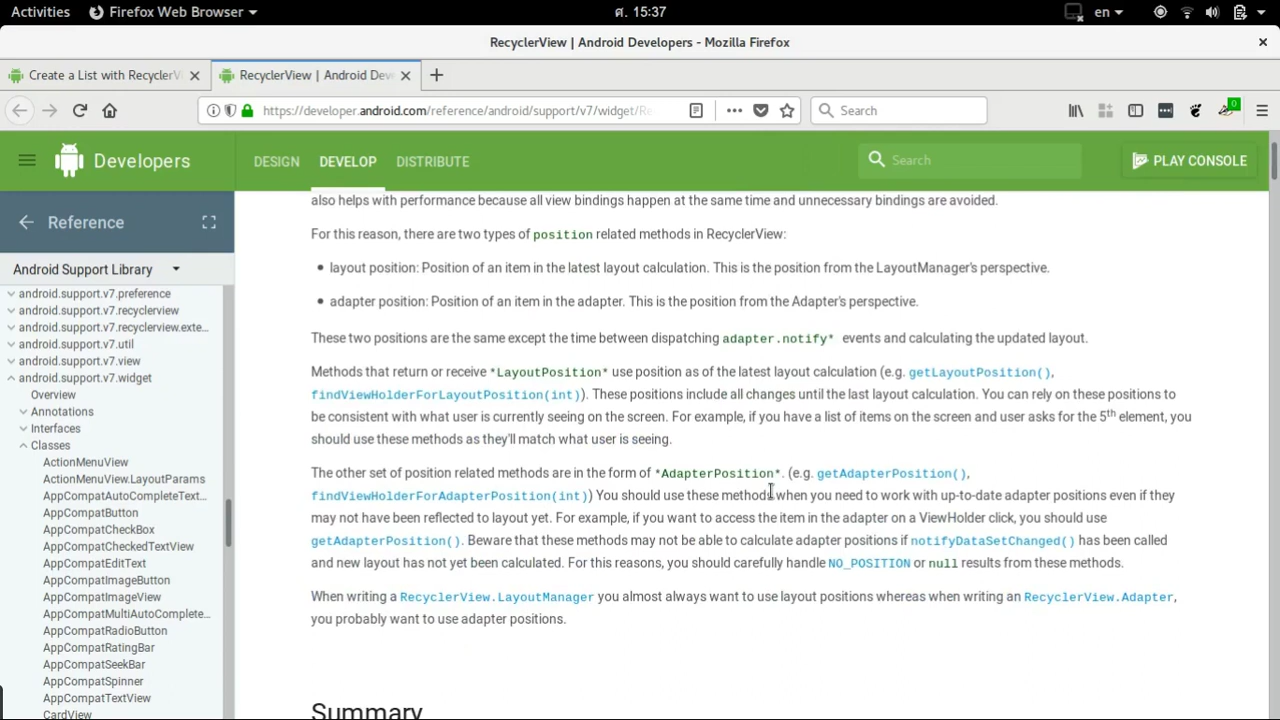 Activities Firefox Web Browser ศ. 15:37 en
RecyclerView | Android Developers - Mozilla Firefox
Create a List with RecyclerVi RecyclerView | Android Deve
https://developer.android.com/reference/android/support/v7/widget/Re Search 0
Developers DESIGN DEVELOP DISTRIBUTE Search PLAY CONSOLE
Reference
Android Support Library
android.support.v7.preference
android.support.v7.recyclerview
android.support.v7.recyclerview.exte...
android.support.v7.util
android.support.v7.view
android.support.v7.widget
Overview
Annotations
Interfaces
Classes
ActionMenuView
ActionMenuView.LayoutParams
AppCompatAutoCompleteText...
AppCompatButton
AppCompatCheckBox
AppCompatCheckedTextView
AppCompatEditText
AppCompatImageButton
AppCompatImageView
AppCompatMultiAutoComplete...
AppCompatRadioButton
AppCompatRatingBar
AppCompatSeekBar
AppCompatSpinner
AppCompatTextView
CardView
also helps with performance because all view bindings happen at the same time and unnecessary bindings are avoided.
For this reason, there are two types of position related methods in RecyclerView:
• layout position: Position of an item in the latest layout calculation. This is the position from the LayoutManager's perspective.
• adapter position: Position of an item in the adapter. This is the position from the Adapter's perspective.
These two positions are the same except the time between dispatching adapter.notify* events and calculating the updated layout.
Methods that return or receive *LayoutPosition* use position as of the latest layout calculation (e.g. getLayoutPosition(),
findViewHolderForLayoutPosition(int)). These positions include all changes until the last layout calculation. You can rely on these positions to
be consistent with what user is currently seeing on the screen. For example, if you have a list of items on the screen and user asks for the 5th element, you
should use these methods as they'll match what user is seeing.
The other set of position related methods are in the form of *AdapterPosition*. (e.g. getAdapterPosition(),
findViewHolderForAdapterPosition(int)) You should use these methods when you need to work with up-to-date adapter positions even if they
may not have been reflected to layout yet. For example, if you want to access the item in the adapter on a ViewHolder click, you should use
getAdapterPosition(). Beware that these methods may not be able to calculate adapter positions if notifyDataSetChanged() has been called
and new layout has not yet been calculated. For this reasons, you should carefully handle NO_POSITION or null results from these methods.
When writing a RecyclerView.LayoutManager you almost always want to use layout positions whereas when writing an RecyclerView.Adapter,
you probably want to use adapter positions.
Summary